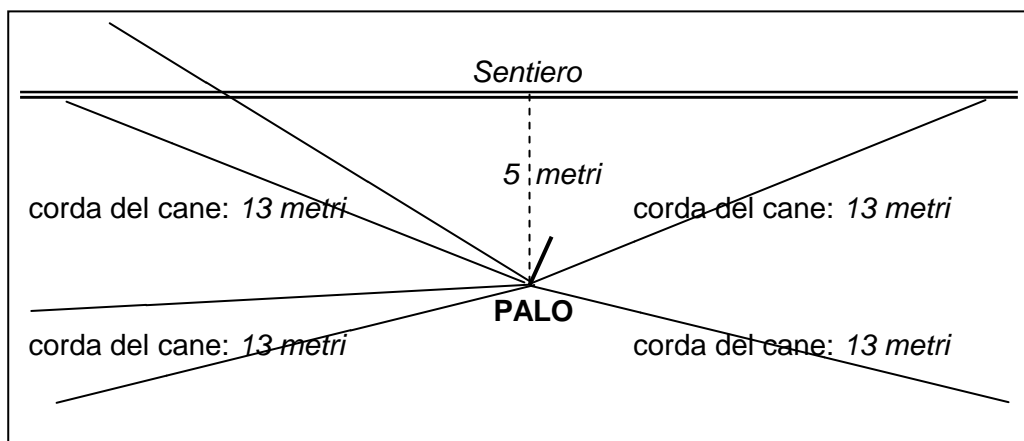 Sentiero
5 metri
corda del cane: 13 metri corda del cane: 13 metri
PALO
corda del cane: 13 metri corda del cane: 13 metri